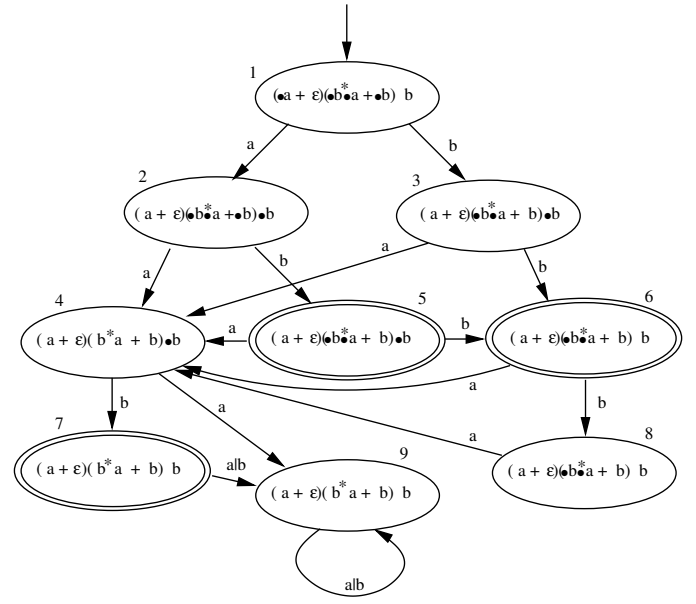 1
(•a + ε)(•b*•a + •b) b
a
b
2
3
( a + ε)(•b*•a + •b)•b
( a + ε)(•b*•a + b)•b
a
b
a
b
4
5
6
( a + ε)( b*a + b)•b
a
( a + ε)(•b*•a + b)•b
b
( a + ε)(•b*•a + b) b
b
a
a
a
b
7
9
8
( a + ε)( b*a + b) b
a|b
( a + ε)( b*a + b) b
( a + ε)(•b•*a + b) b
a|b